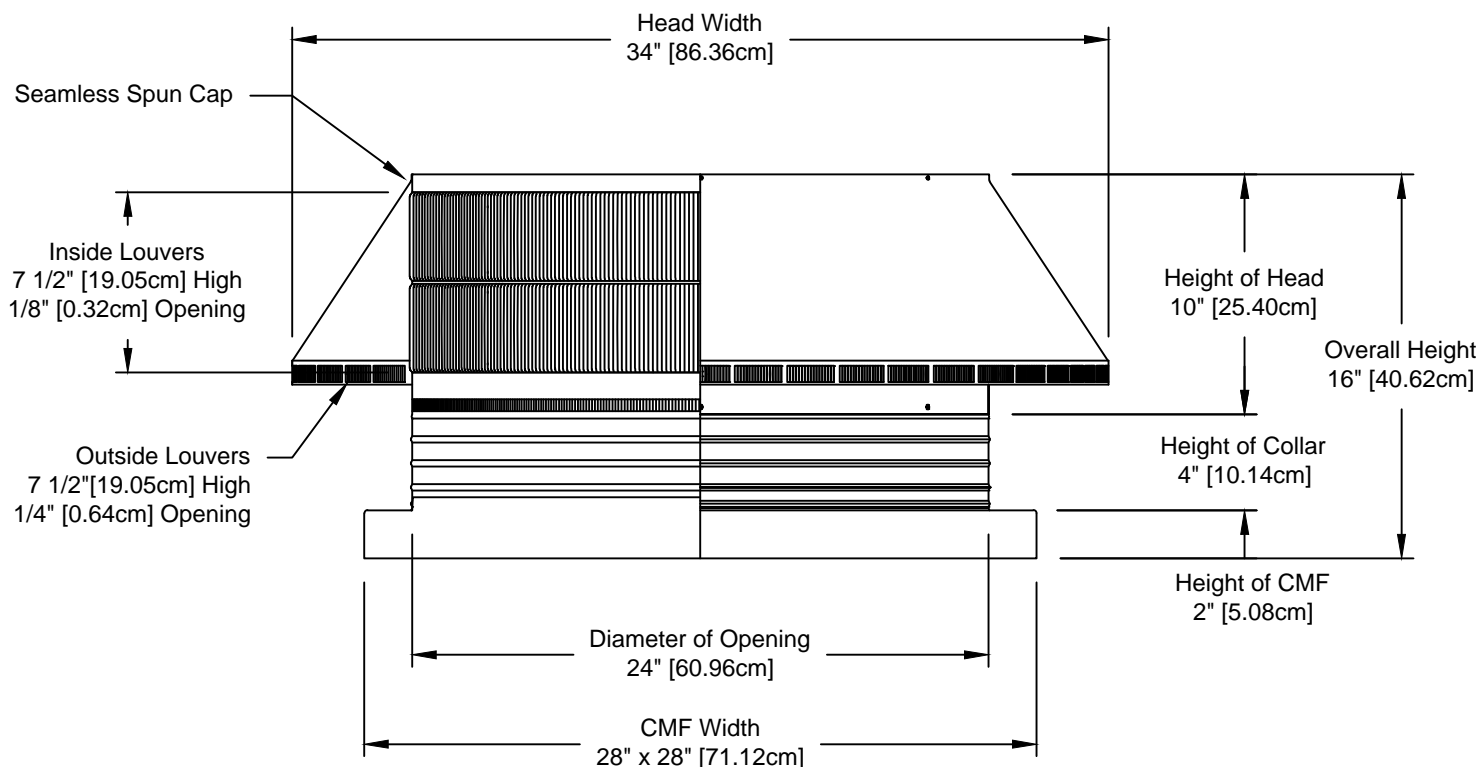 Head Width
34" [86.36cm]
Seamless Spun Cap
Inside Louvers
7 1/2" [19.05cm] High
1/8" [0.32cm] Opening
Height of Head
10" [25.40cm]
Overall Height
16" [40.62cm]
Outside Louvers
7 1/2"[19.05cm] High
1/4" [0.64cm] Opening
Height of Collar
4" [10.14cm]
Height of CMF
2" [5.08cm]
Diameter of Opening
24" [60.96cm]
CMF Width
28" x 28" [71.12cm]